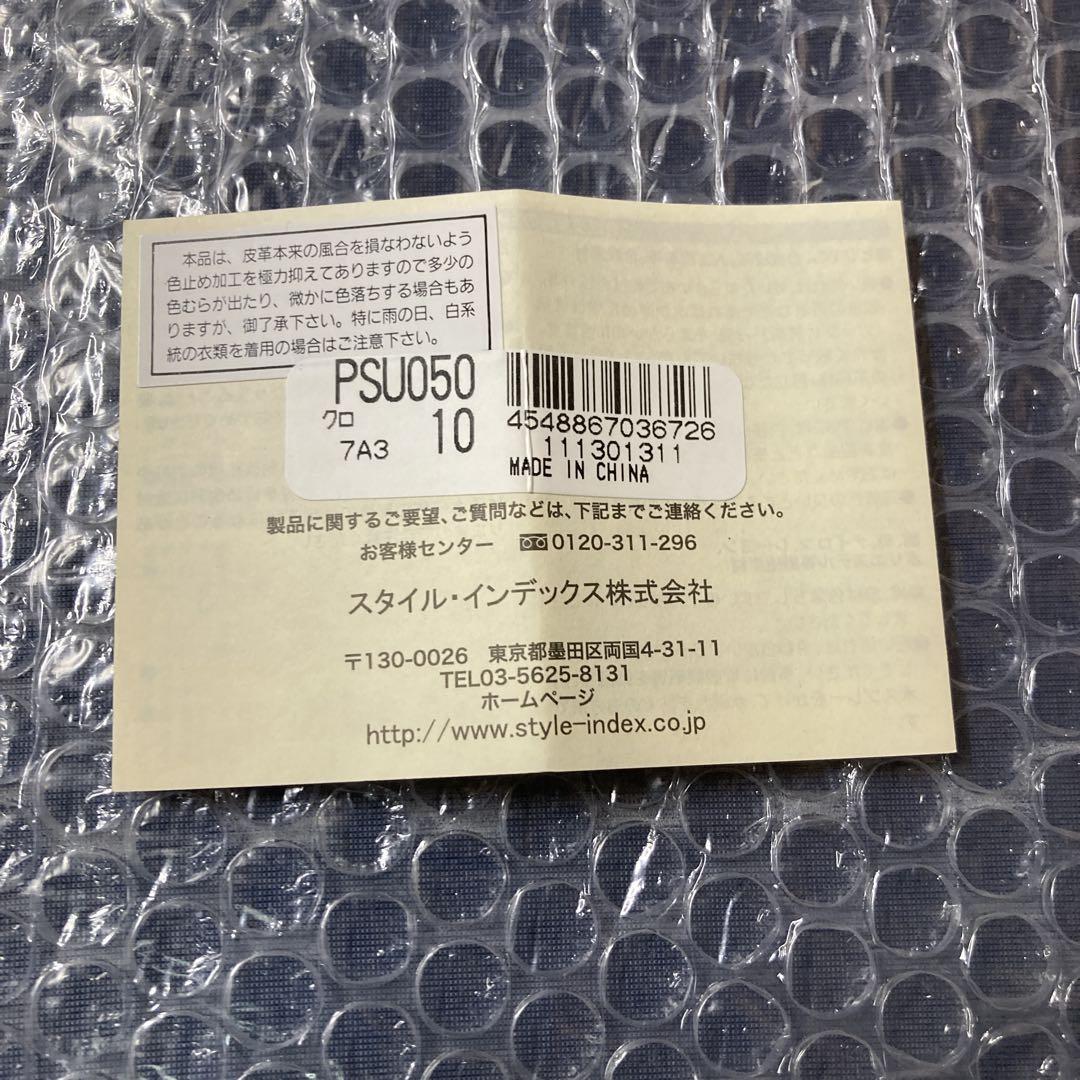 本品は、皮革本来の風合を損なわないよう
色止め加工を極力抑えてありますので多少の
色むらが出たり、微かに色落ちする場合もあ
りますが、御了承下さい。特に雨の日、白系
統の衣類を着用の場合はご注意下さい。
PSU050
クロ
10
7A3
4548867036726
111301311
MADE IN CHINA
製品に関するご要望、ご質問などは、下記までご連絡ください。
お客様センター 0120-311-296
スタイル・インデックス株式会社
〒130-0026 東京都墨田区両国4-31-11
TEL03-5625-8131
ホームページ
http://www.style-index.co.jp